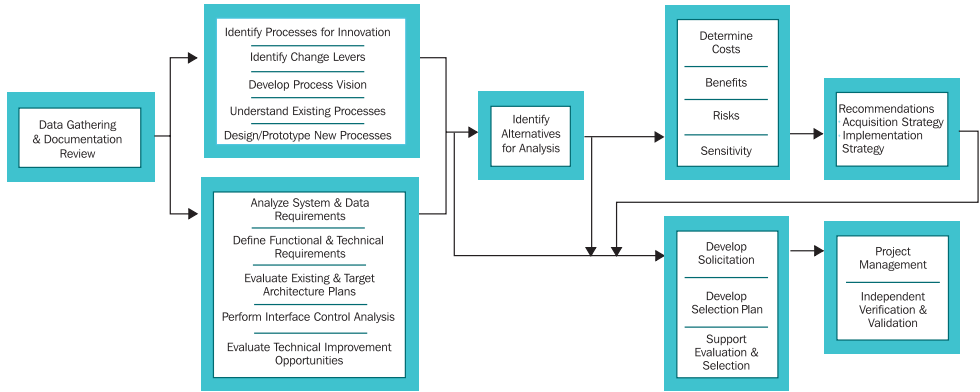 Data Gathering
& Documentation
Review
Identify Processes for Innovation
Identify Change Levers
Develop Process Vision
Understand Existing Processes
Design/Prototype New Processes
Analyze System & Data
Requirements
Define Functional & Technical
Requirements
Evaluate Existing & Target
Architecture Plans
Perform Interface Control Analysis
Evaluate Technical Improvement
Opportunities
Identify
Alternatives
for Analysis
Determine
Costs
Benefits
Risks
Sensitivity
Recommendations
· Acquisition Strategy
· Implementation
Strategy
Develop
Solicitation
Develop
Selection Plan
Support
Evaluation &
Selection
Project
Management
Independent
Verification &
Validation